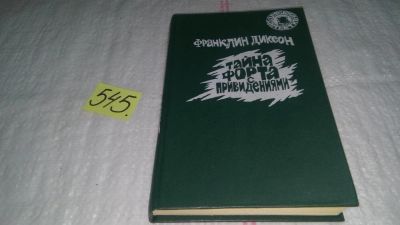 545.
ФРАНКЛИН ДИКСОН
ТАЙНА
ФОРТА
С ПРИВИДЕНИЯМИ